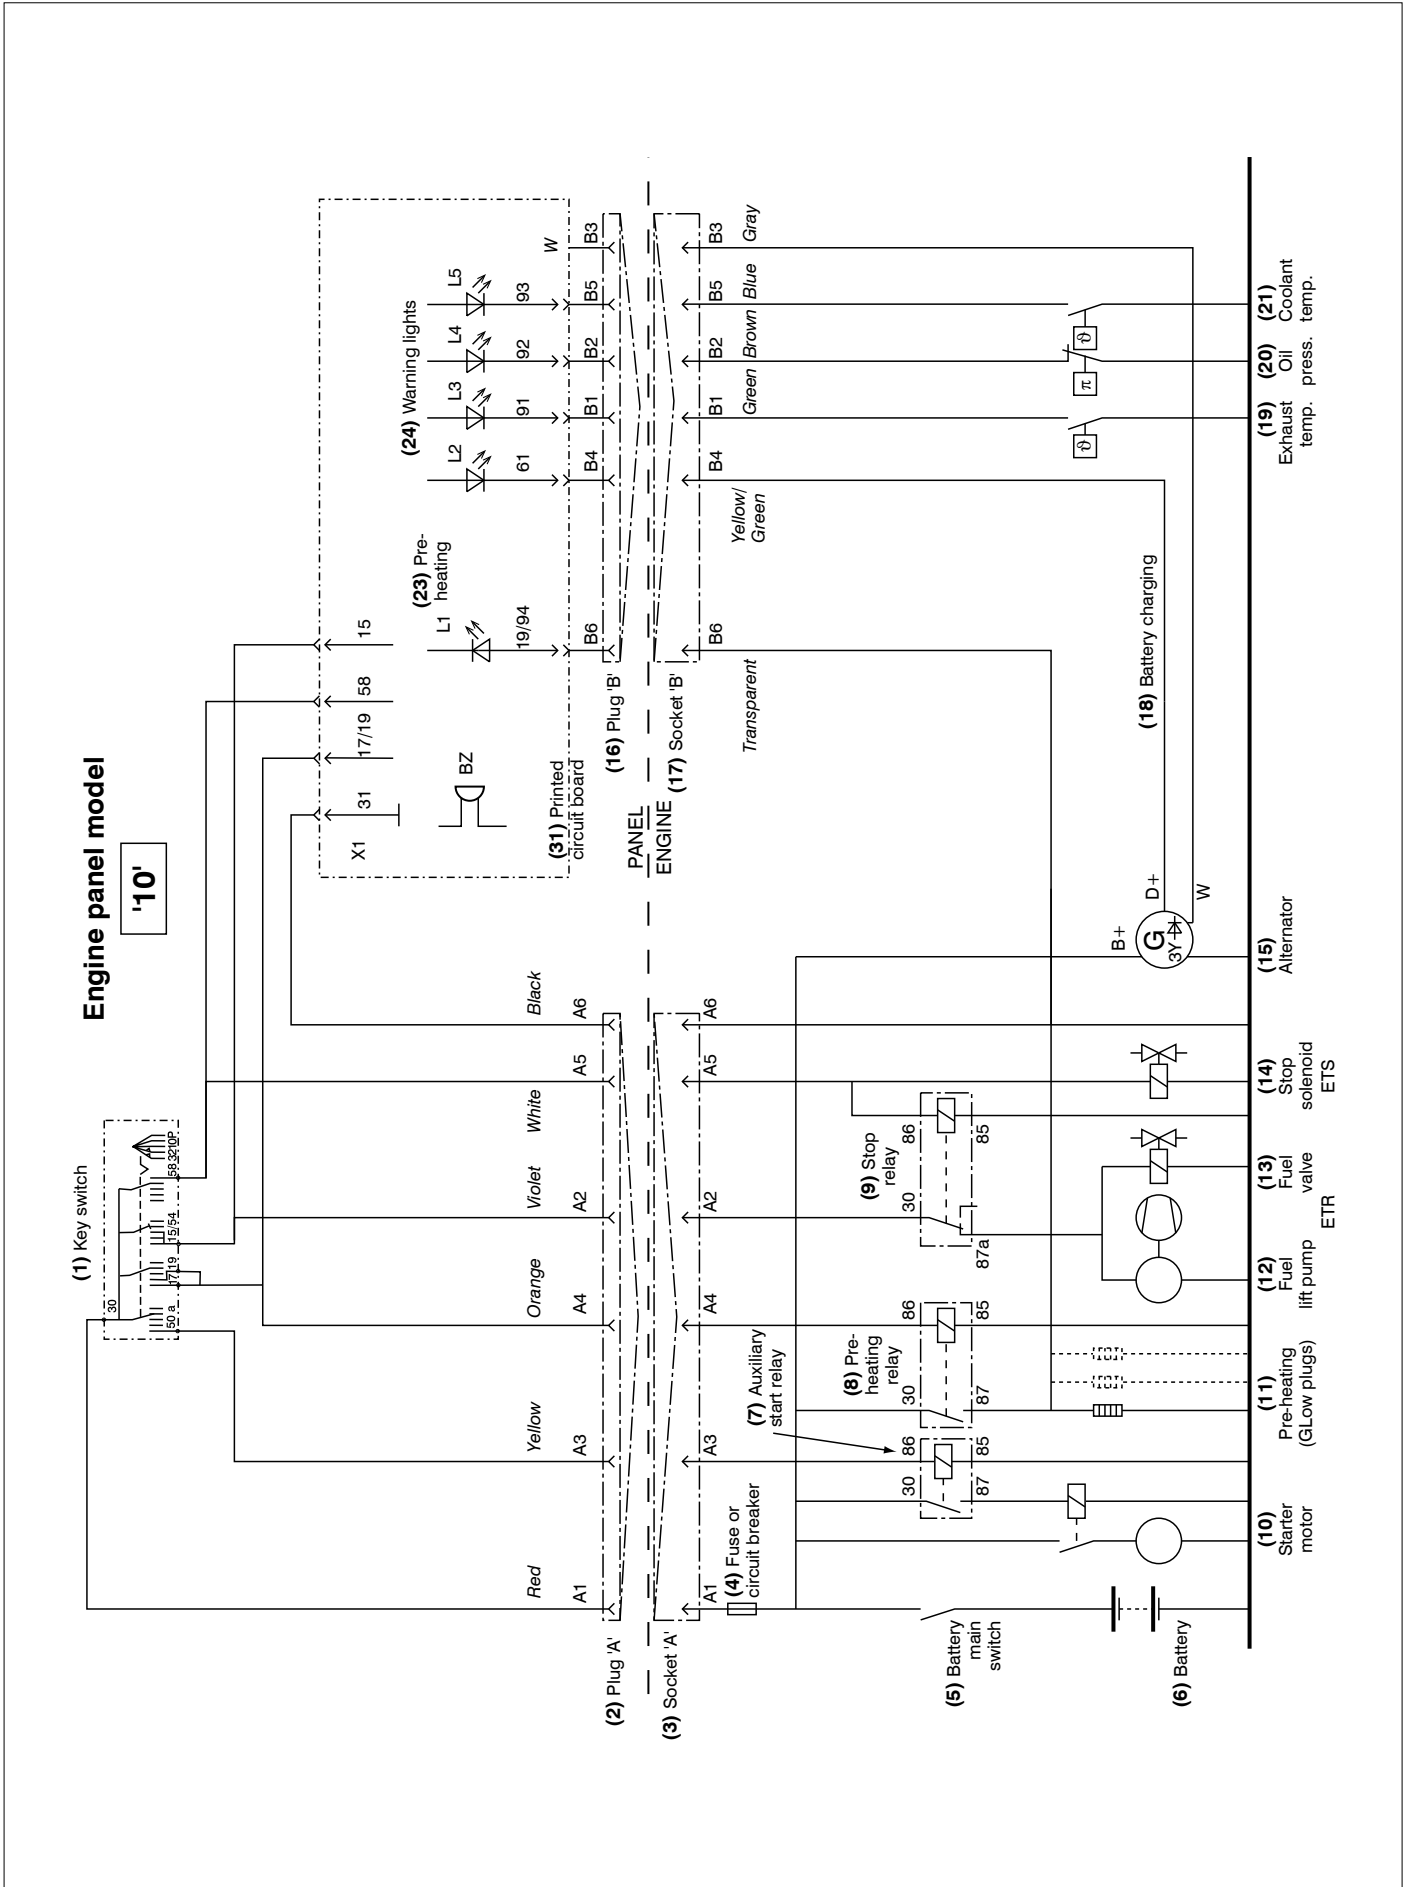 Engine panel model
'10'
(1) Key switch
30
50 a
17 19
15/54
58
3210P
X1
31
17/19
58
15
BZ
(31) Printed
circuit board
(23) Pre-
heating
L1
19/94
(24) Warning lights
L2
L3
L4
L5
61
91
92
93
W
Red
Yellow
Orange
Violet
White
Black
A1
A3
A4
A2
A5
A6
(2) Plug 'A'
B6
B4
B1
B2
B5
B3
(16) Plug 'B'
PANEL
ENGINE
(3) Socket 'A'
A1
A3
A4
A2
A5
A6
(17) Socket 'B'
B6
B4
B1
B2
B5
B3
Transparent
Yellow/
Green
Green
Brown
Blue
Gray
(4) Fuse or
circuit breaker
(7) Auxiliary
start relay
(8) Pre-
heating
relay
(9) Stop
relay
30
86
87
85
30
86
87
85
30
86
87a
85
(5) Battery
main
switch
(6) Battery
B+
D+
W
G
3Y
(18) Battery charging
ϑ
π
ϑ
(10)
Starter
motor
(11)
Pre-heating
(GLow plugs)
(12)
Fuel
lift pump
ETR
(13)
Fuel
valve
(14)
Stop
solenoid
ETS
(15)
Alternator
(19)
Exhaust
temp.
(20)
Oil
press.
(21)
Coolant
temp.